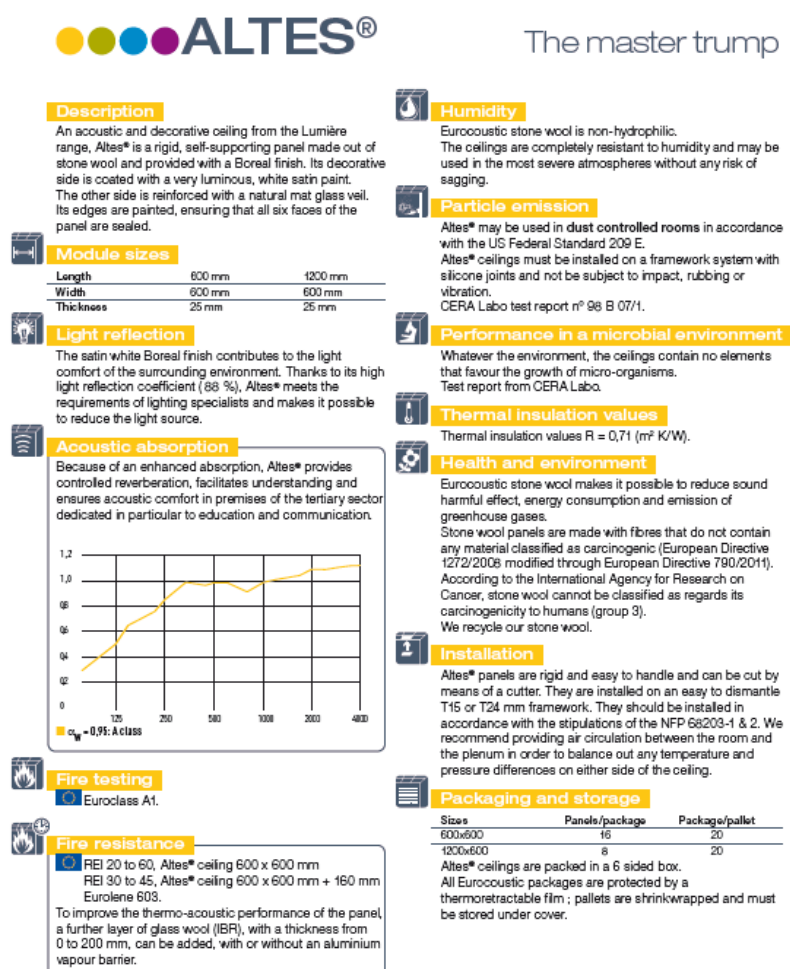 ALTES®
The master trump
Description
An acoustic and decorative ceiling from the Lumière
range, Altes® is a rigid, self-supporting panel made out of
stone wool and provided with a Boreal finish. Its decorative
side is coated with a very luminous, white satin paint.
The other side is reinforced with a natural mat glass veil.
Its edges are painted, ensuring that all six faces of the
panel are sealed.
Module sizes
Length 600 mm 1200 mm
Width 600 mm 600 mm
Thickness 25 mm 25 mm
Light reflection
The satin white Boreal finish contributes to the light
comfort of the surrounding environment. Thanks to its high
light reflection coefficient (88 %), Altes® meets the
requirements of lighting specialists and makes it possible
to reduce the light source.
Acoustic absorption
Because of an enhanced absorption, Altes® provides
controlled reverberation, facilitates understanding and
ensures acoustic comfort in premises of the tertiary sector
dedicated in particular to education and communication.
1,2
1,0
0,8
0,6
0,4
0,2
0
125 250 500 1000 2000 4000
αw = 0,95: A class
Fire testing
Euroclass A1.
Fire resistance
REI 20 to 60, Altes® ceiling 600 x 600 mm
REI 30 to 45, Altes® ceiling 600 x 600 mm + 160 mm
Eurolene 603.
To improve the thermo-acoustic performance of the panel,
a further layer of glass wool (IBR), with a thickness from
0 to 200 mm, can be added, with or without an aluminium
vapour barrier.
Humidity
Eurocoustic stone wool is non-hydrophilic.
The ceilings are completely resistant to humidity and may be
used in the most severe atmospheres without any risk of
sagging.
Particle emission
Altes® may be used in dust controlled rooms in accordance
with the US Federal Standard 209 E.
Altes® ceilings must be installed on a framework system with
silicone joints and not be subject to impact, rubbing or
vibration.
CERA Labo test report nº 98 B 07/1.
Performance in a microbial environment
Whatever the environment, the ceilings contain no elements
that favour the growth of micro-organisms.
Test report from CERA Labo.
Thermal insulation values
Thermal insulation values R = 0,71 (m² K/W).
Health and environment
Eurocoustic stone wool makes it possible to reduce sound
harmful effect, energy consumption and emission of
greenhouse gases.
Stone wool panels are made with fibres that do not contain
any material classified as carcinogenic (European Directive
1272/2008 modified through European Directive 790/2011).
According to the International Agency for Research on
Cancer, stone wool cannot be classified as regards its
carcinogenicity to humans (group 3).
We recycle our stone wool.
Installation
Altes® panels are rigid and easy to handle and can be cut by
means of a cutter. They are installed on an easy to dismantle
T15 or T24 mm framework. They should be installed in
accordance with the stipulations of the NFP 68203-1 & 2. We
recommend providing air circulation between the room and
the plenum in order to balance out any temperature and
pressure differences on either side of the ceiling.
Packaging and storage
Sizes Panels/package Package/pallet
600x600 16 20
1200x600 8 20
Altes® ceilings are packed in a 6 sided box.
All Eurocoustic packages are protected by a
thermoretractable film ; pallets are shrinkwrapped and must
be stored under cover.